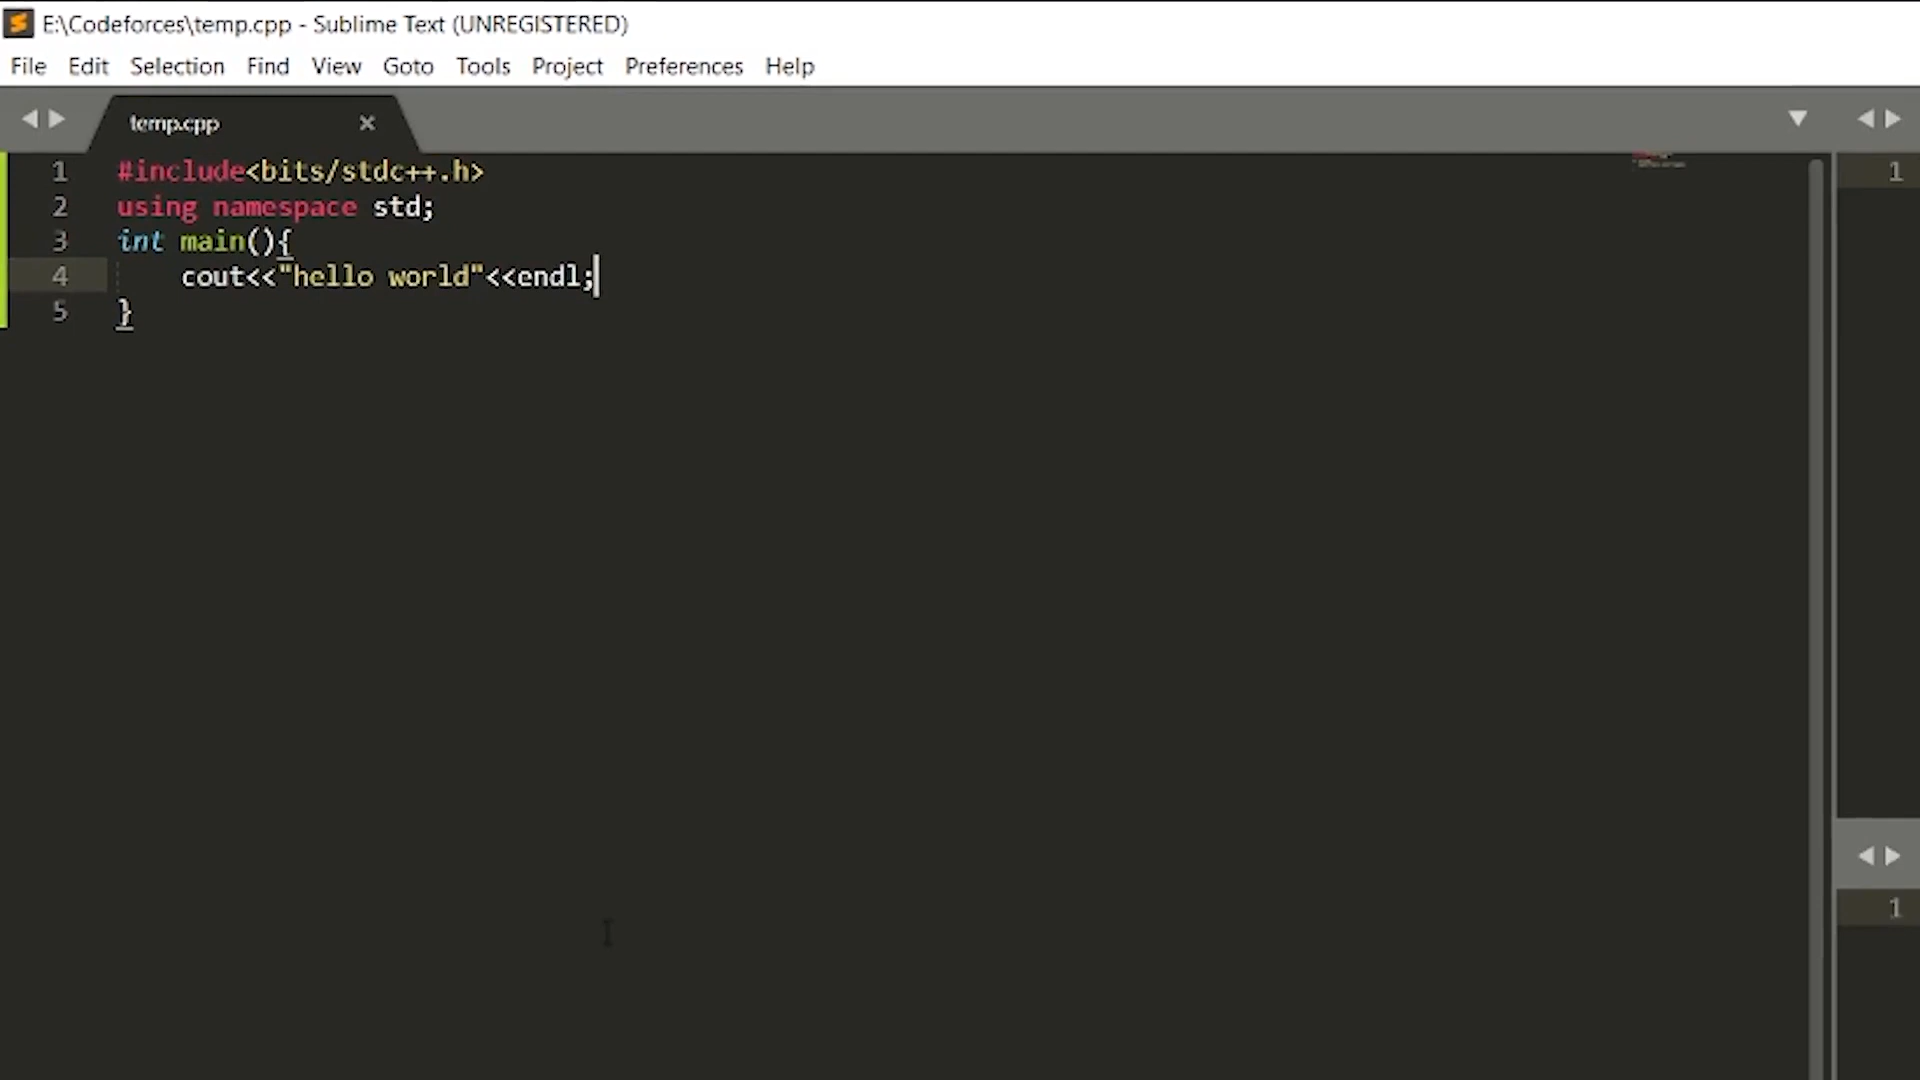 E:\Codeforces\temp.cpp - Sublime Text (UNREGISTERED)
File Edit Selection Find View Goto Tools Project Preferences Help
temp.cpp
1 #include<bits/stdc++.h>
2 using namespace std;
3 int main(){
4     cout<<"hello world"<<endl;
5 }
1
1